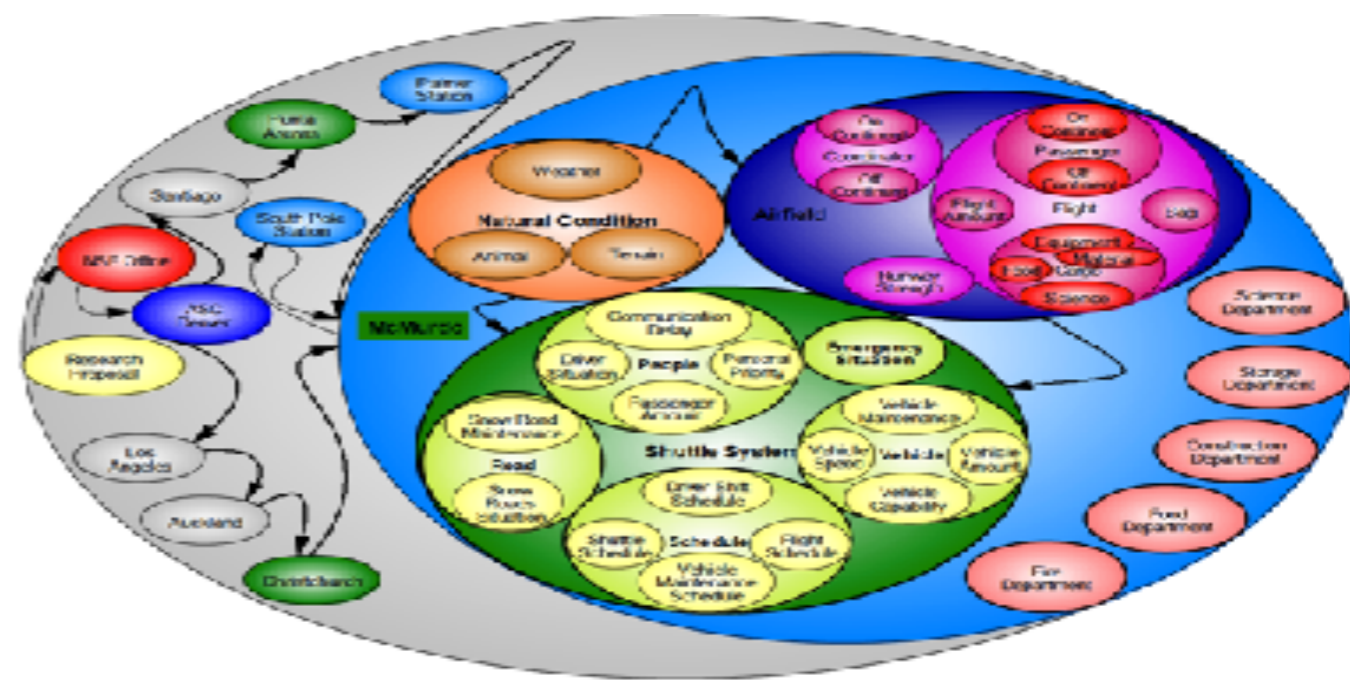 Palmer
Station
Punta
Arenas
Santiago
South Pole
Station
NSF Office
ASC
Denver
Research
Proposal
Los
Angeles
Auckland
Christchurch
McMurdo
Weather
Natural Condition
Animal
Terrain
Airfield
On
Continent
Coordinator
Off
Continent
Runway
Strength
On
Continent
Passenger
Off
Continent
Flight
Amount
Flight
Equipment
Material
Food
Cargo
Science
Communication
Delay
Driver
Situation
People
Personal
Priority
Passenger
Amount
Emergency
Situation
Snow Road
Maintenance
Road
Snow
Roads
Situation
Shuttle System
Vehicle
Maintenance
Vehicle
Speed
Vehicle
Vehicle
Amount
Vehicle
Capability
Driver Shift
Schedule
Shuttle
Schedule
Schedule
Flight
Schedule
Vehicle
Maintenance
Schedule
Science
Department
Storage
Department
Construction
Department
Food
Department
Fire
Department